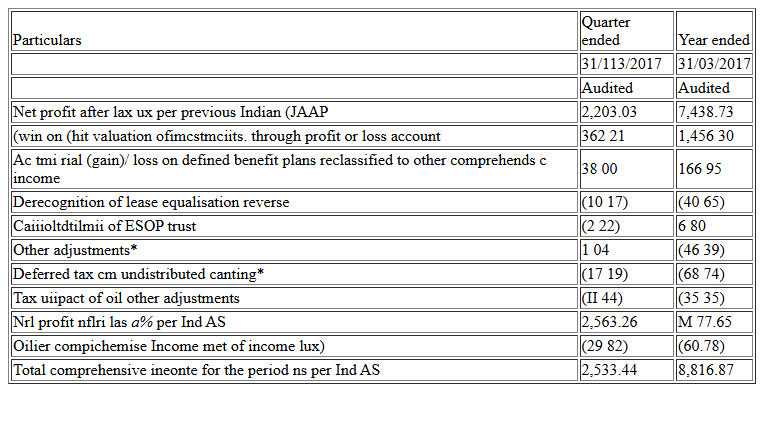 Particulars Quarter ended Year ended
31/113/2017 31/03/2017
Audited Audited
Net profit after lax ux per previous Indian (JAAP 2,203.03 7,438.73
(win on (hit valuation ofimcstmciits. through profit or loss account 362 21 1,456 30
Ac tmi rial (gain)/ loss on defined benefit plans reclassified to other comprehends c
income 38 00 166 95
Derecognition of lease equalisation reverse (10 17) (40 65)
Caiiioltdtilmii of ESOP trust (2 22) 6 80
Other adjustments* 1 04 (46 39)
Deferred tax cm undistributed canting* (17 19) (68 74)
Tax uiipact of oil other adjustments (II 44) (35 35)
Nrl profit nflri las a% per Ind AS 2,563.26 M 77.65
Oilier compichemise Income met of income lux) (29 82) (60.78)
Total comprehensive ineonte for the period ns per Ind AS 2,533.44 8,816.87